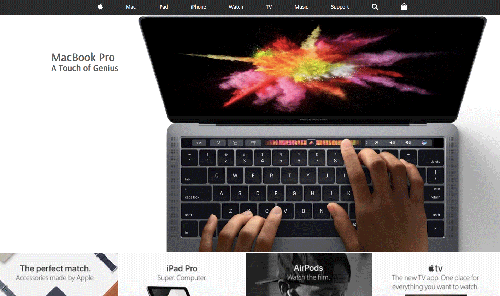 Mac
iPad
iPhone
Watch
TV
Music
Support
MacBook Pro
A Touch of Genius
The perfect match.
Accessories made by Apple
iPad Pro
Super. Computer.
AirPods
Watch the film.
tv
The new TV app. One place for
everything you want to watch.